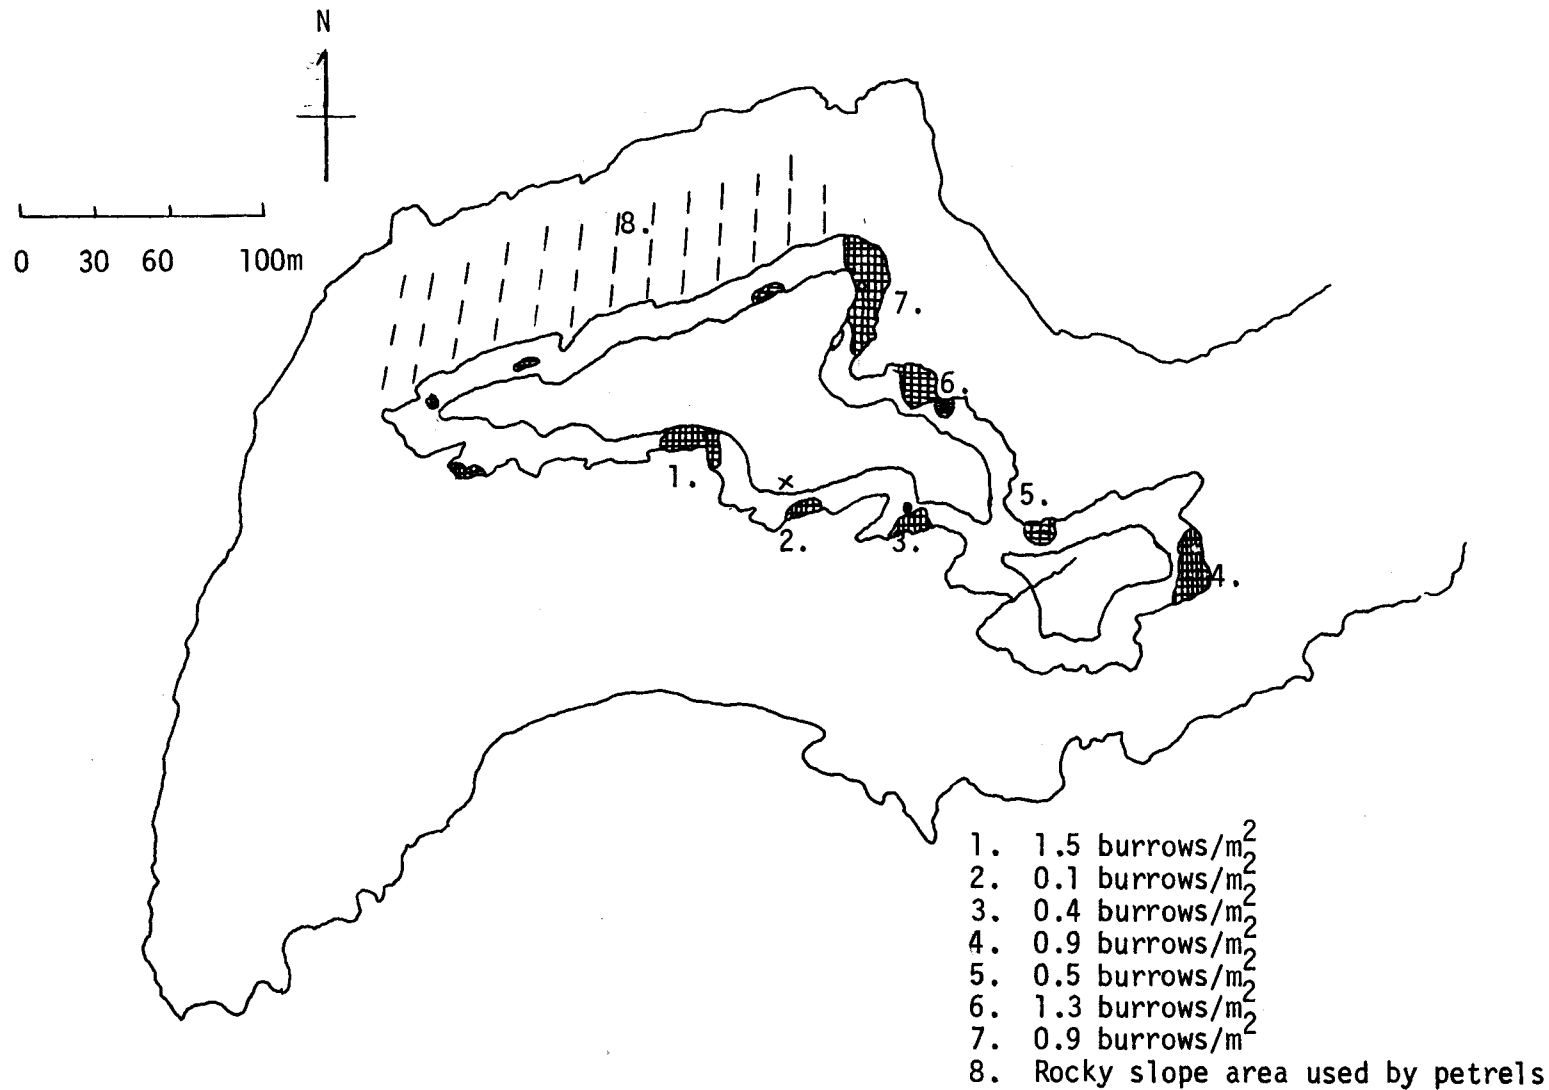 N
0 30 60 100m
8.
7.
6.
1.
x
5.
2.
3.
4.
1. 1.5 burrows/m²
2. 0.1 burrows/m²
3. 0.4 burrows/m²
4. 0.9 burrows/m²
5. 0.5 burrows/m²
6. 1.3 burrows/m²
7. 0.9 burrows/m²
8. Rocky slope area used by petrels